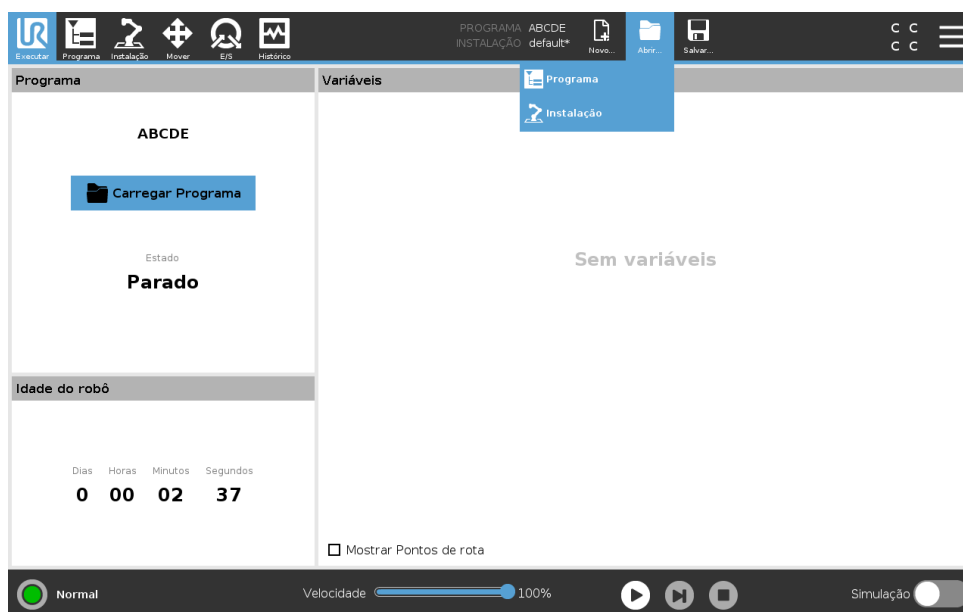 UR
Executar
Programa
Instalação
Mover
E/S
Histórico
PROGRAMA ABCDE
INSTALAÇÃO default*
Novo...
Abrir...
Salvar...
C C
C C
Programa
Instalação
Programa
ABCDE
Carregar Programa
Estado
Parado
Variáveis
Sem variáveis
Mostrar Pontos de rota
Idade do robô
Dias Horas Minutos Segundos
0 00 02 37
Normal
Velocidade 100%
Simulação